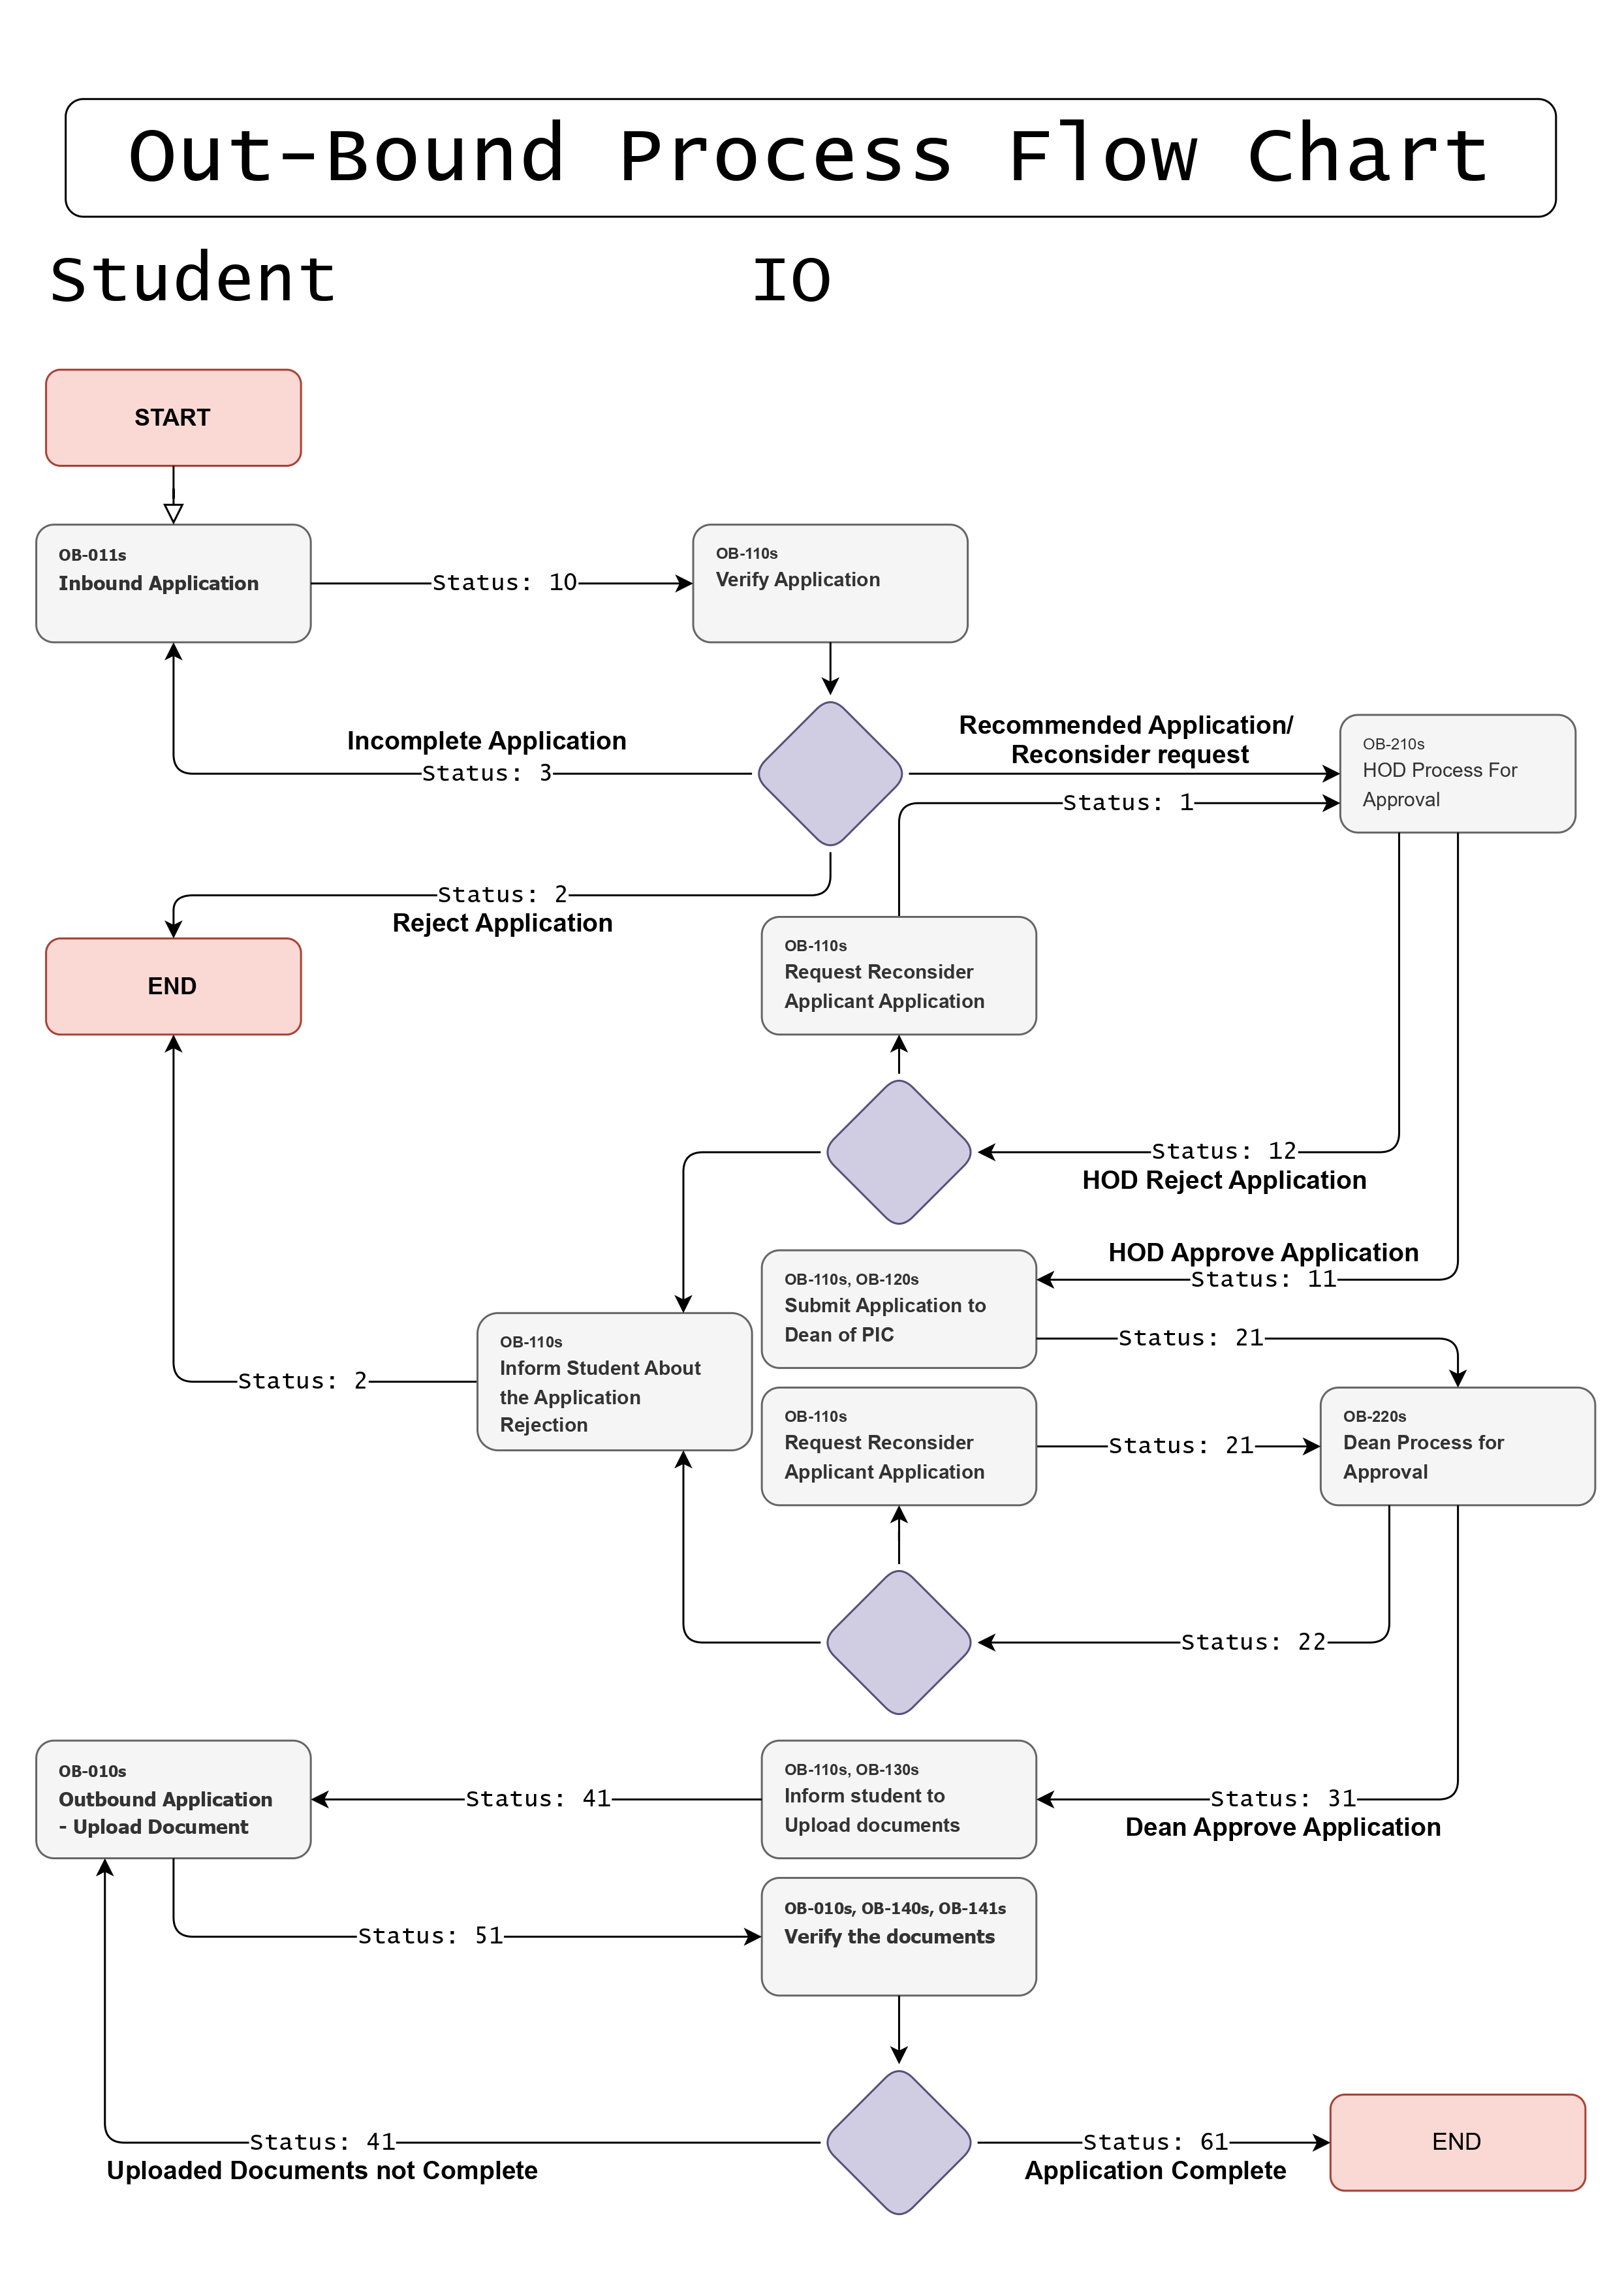 Out-Bound Process Flow Chart
Student
IO
START
OB-011s
Inbound Application
Status: 10
OB-110s
Verify Application
Incomplete Application
Status: 3
Recommended Application/
Reconsider request
Status: 1
OB-210s
HOD Process For
Approval
Status: 2
Reject Application
END
OB-110s
Request Reconsider
Applicant Application
Status: 12
HOD Reject Application
HOD Approve Application
Status: 11
OB-110s, OB-120s
Submit Application to
Dean of PIC
Status: 21
OB-110s
Inform Student About
the Application
Rejection
Status: 2
OB-110s
Request Reconsider
Applicant Application
Status: 21
OB-220s
Dean Process for
Approval
Status: 22
OB-010s
Outbound Application
- Upload Document
Status: 41
OB-110s, OB-130s
Inform student to
Upload documents
Status: 31
Dean Approve Application
Status: 51
OB-010s, OB-140s, OB-141s
Verify the documents
Status: 41
Uploaded Documents not Complete
Status: 61
Application Complete
END